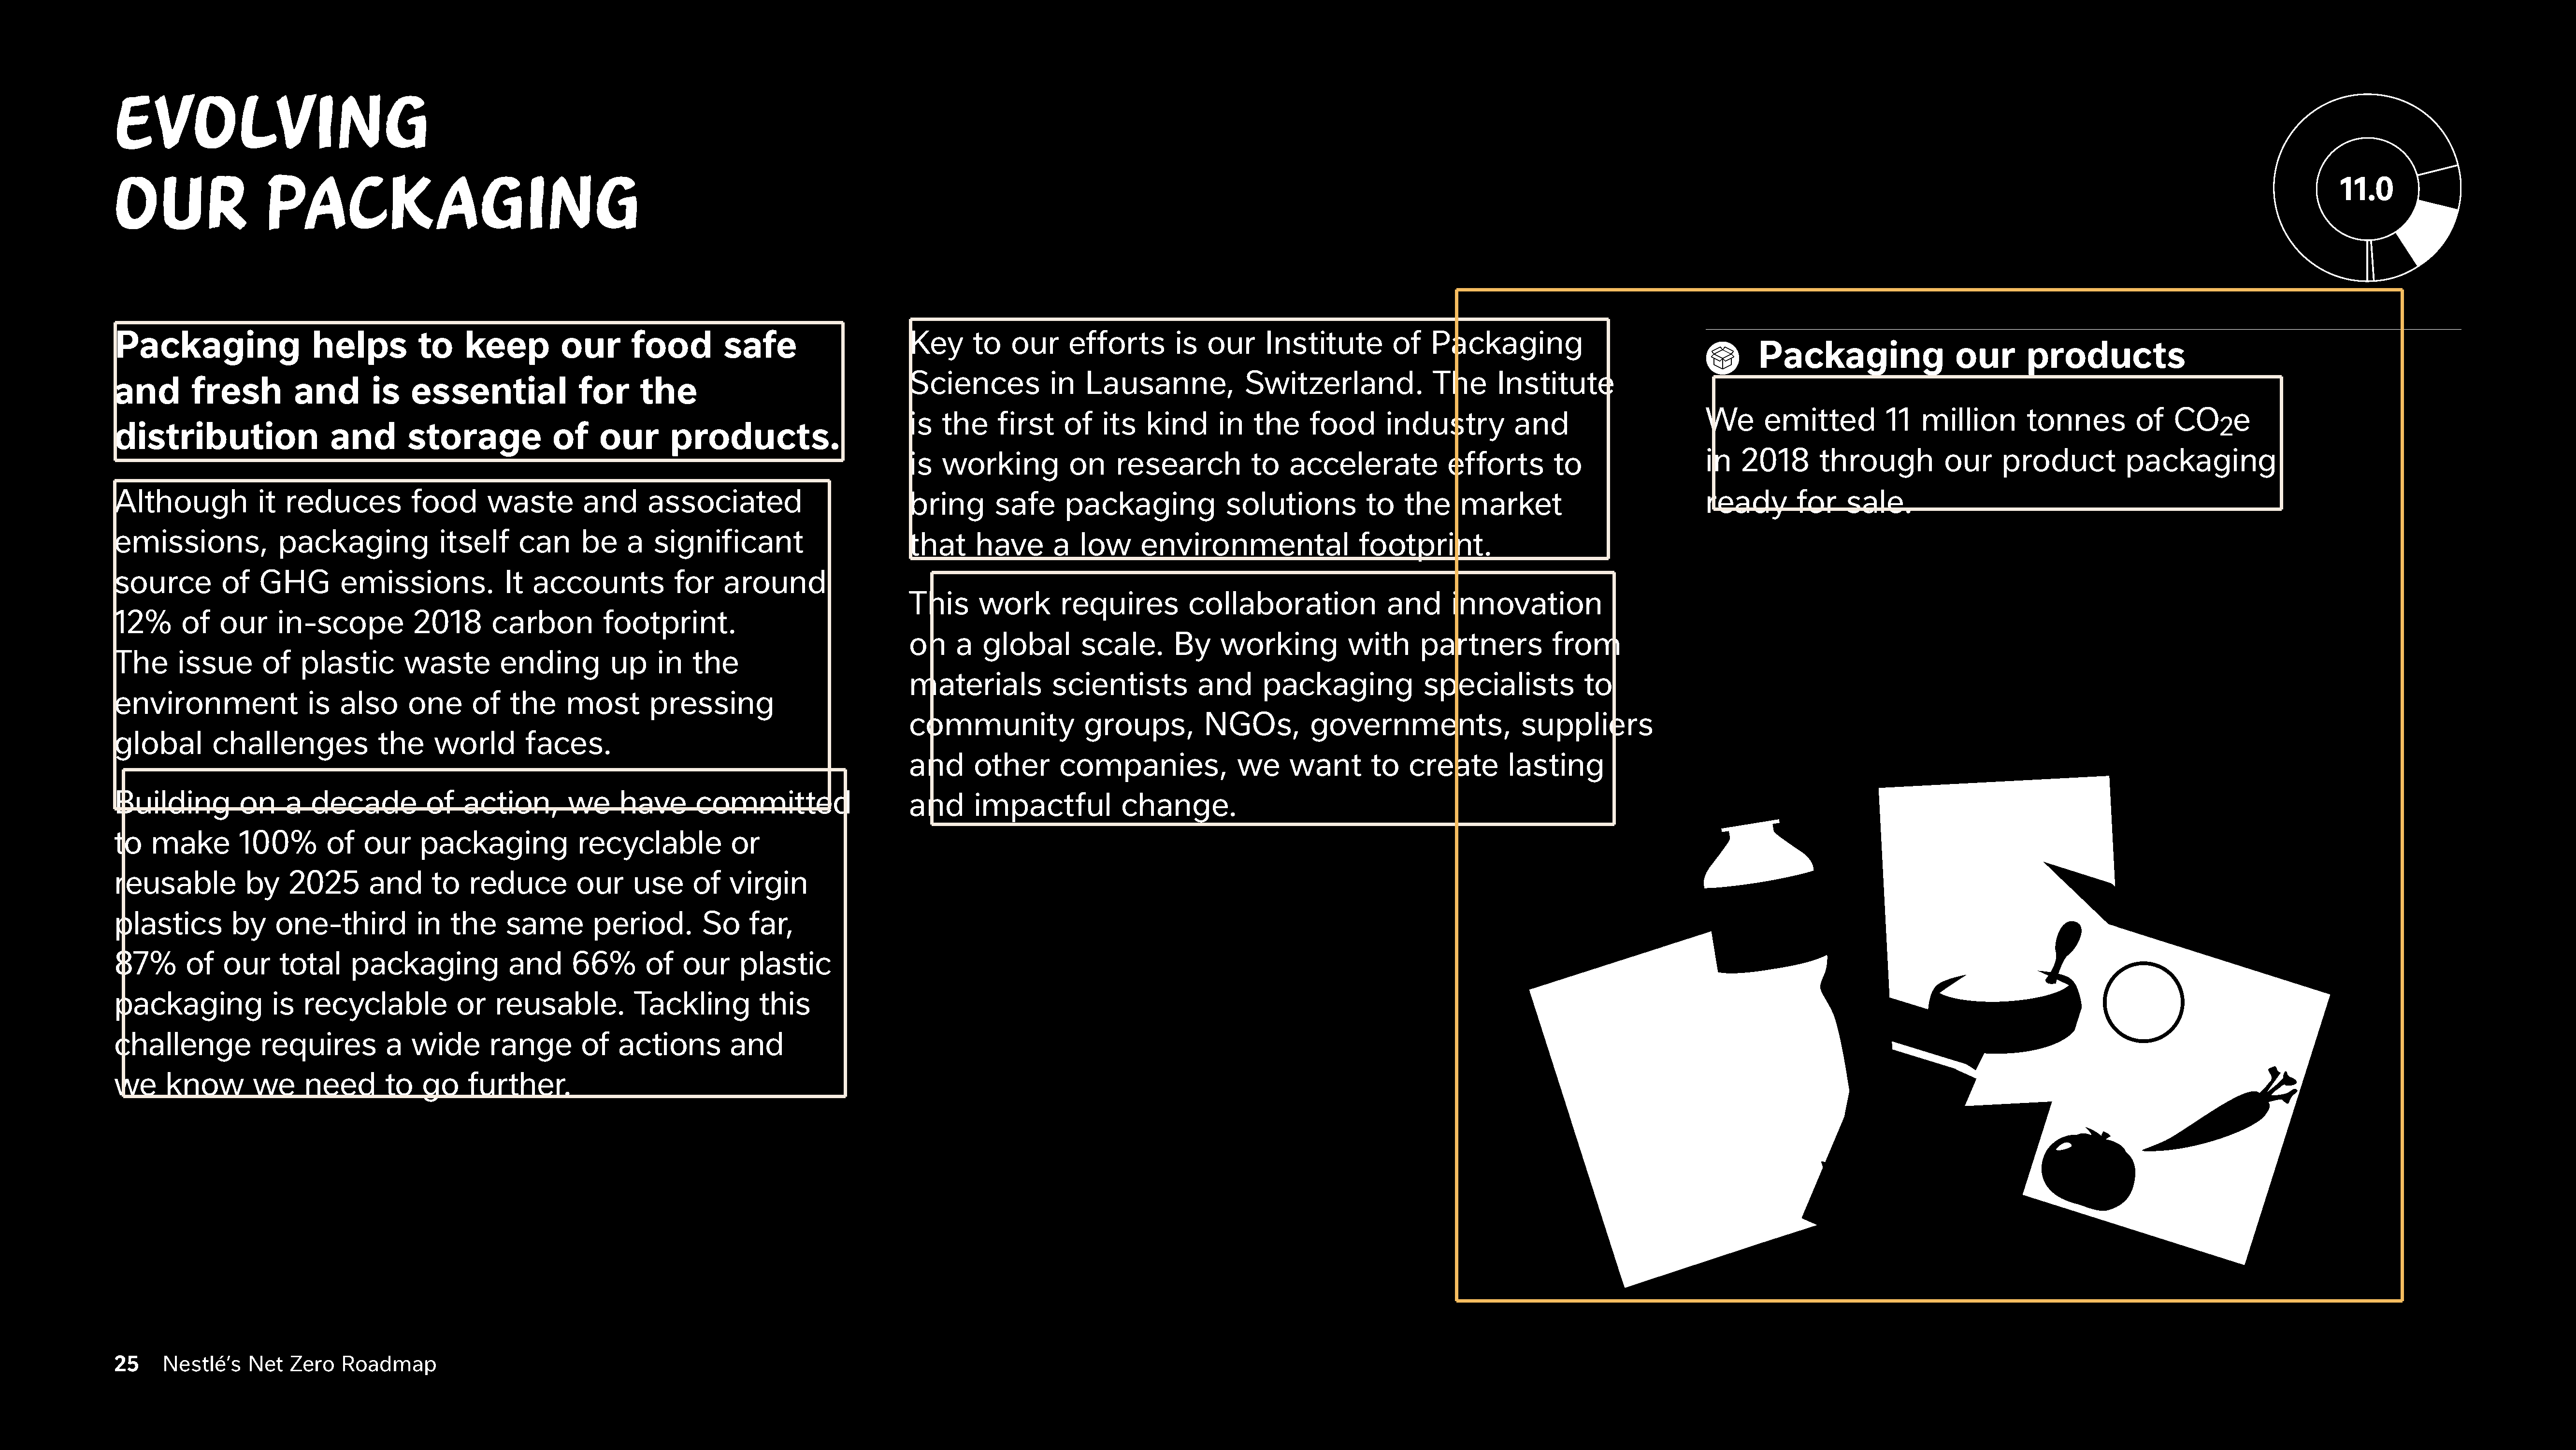 EVOLVING
OUR PACKAGING
11.0
Packaging helps to keep our food safe
and fresh and is essential for the
distribution and storage of our products.
Although it reduces food waste and associated
emissions, packaging itself can be a significant
source of GHG emissions. It accounts for around
12% of our in-scope 2018 carbon footprint.
The issue of plastic waste ending up in the
environment is also one of the most pressing
global challenges the world faces.
Building on a decade of action, we have committed
to make 100% of our packaging recyclable or
reusable by 2025 and to reduce our use of virgin
plastics by one-third in the same period. So far,
87% of our total packaging and 66% of our plastic
packaging is recyclable or reusable. Tackling this
challenge requires a wide range of actions and
we know we need to go further.
Key to our efforts is our Institute of Packaging
Sciences in Lausanne, Switzerland. The Institute
is the first of its kind in the food industry and
is working on research to accelerate efforts to
bring safe packaging solutions to the market
that have a low environmental footprint.
This work requires collaboration and innovation
on a global scale. By working with partners from
materials scientists and packaging specialists to
community groups, NGOs, governments, suppliers
and other companies, we want to create lasting
and impactful change.
Packaging our products
We emitted 11 million tonnes of CO2e
in 2018 through our product packaging
ready for sale.
25 Nestlé’s Net Zero Roadmap